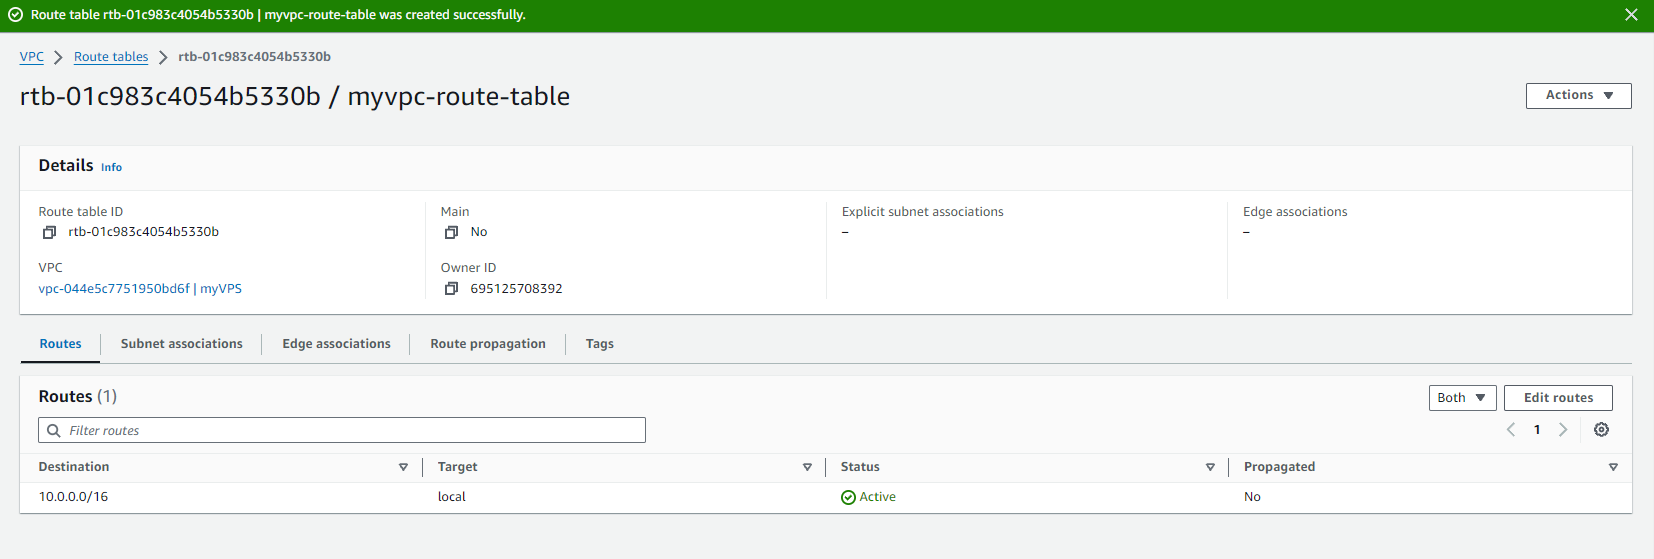 Route table rtb-01c983c4054b5330b | myvpc-route-table was created successfully.
VPC > Route tables > rtb-01c983c4054b5330b
rtb-01c983c4054b5330b / myvpc-route-table
Actions
Details Info
Route table ID
rtb-01c983c4054b5330b
Main
No
Explicit subnet associations
–
Edge associations
–
VPC
vpc-044e5c7751950bd6f | myVPS
Owner ID
695125708392
Routes Subnet associations Edge associations Route propagation Tags
Routes (1)
Both Edit routes
Filter routes
1
Destination Target Status Propagated
10.0.0.0/16 local Active No